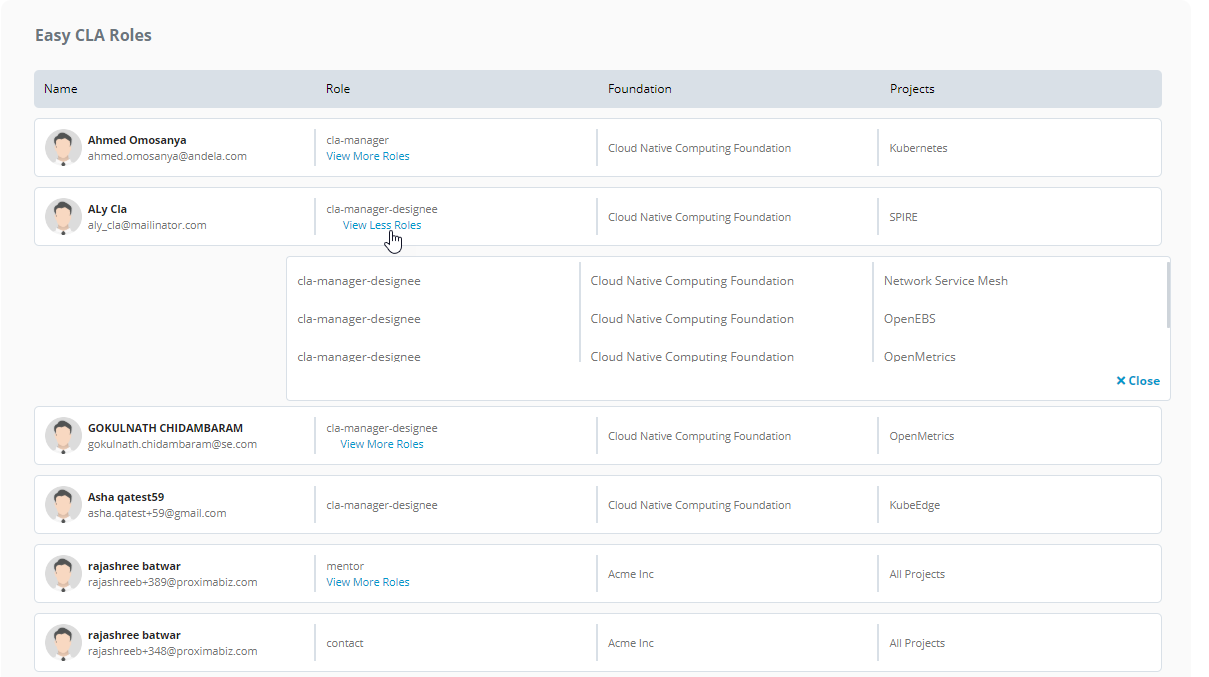 Easy CLA Roles
Name Role Foundation Projects
Ahmed Omosanya
ahmed.omosanya@andela.com
cla-manager
View More Roles
Cloud Native Computing Foundation
Kubernetes
ALy Cla
aly_cla@mailinator.com
cla-manager-designee
View Less Roles
Cloud Native Computing Foundation
SPIRE
cla-manager-designee Cloud Native Computing Foundation Network Service Mesh
cla-manager-designee Cloud Native Computing Foundation OpenEBS
cla-manager-designee Cloud Native Computing Foundation OpenMetrics
Close
GOKULNATH CHIDAMBARAM
gokulnath.chidambaram@se.com
cla-manager-designee
View More Roles
Cloud Native Computing Foundation
OpenMetrics
Asha qatest59
asha.qatest+59@gmail.com
cla-manager-designee
Cloud Native Computing Foundation
KubeEdge
rajashree batwar
rajashreeb+389@proximabiz.com
mentor
View More Roles
Acme Inc
All Projects
rajashree batwar
rajashreeb+348@proximabiz.com
contact
Acme Inc
All Projects